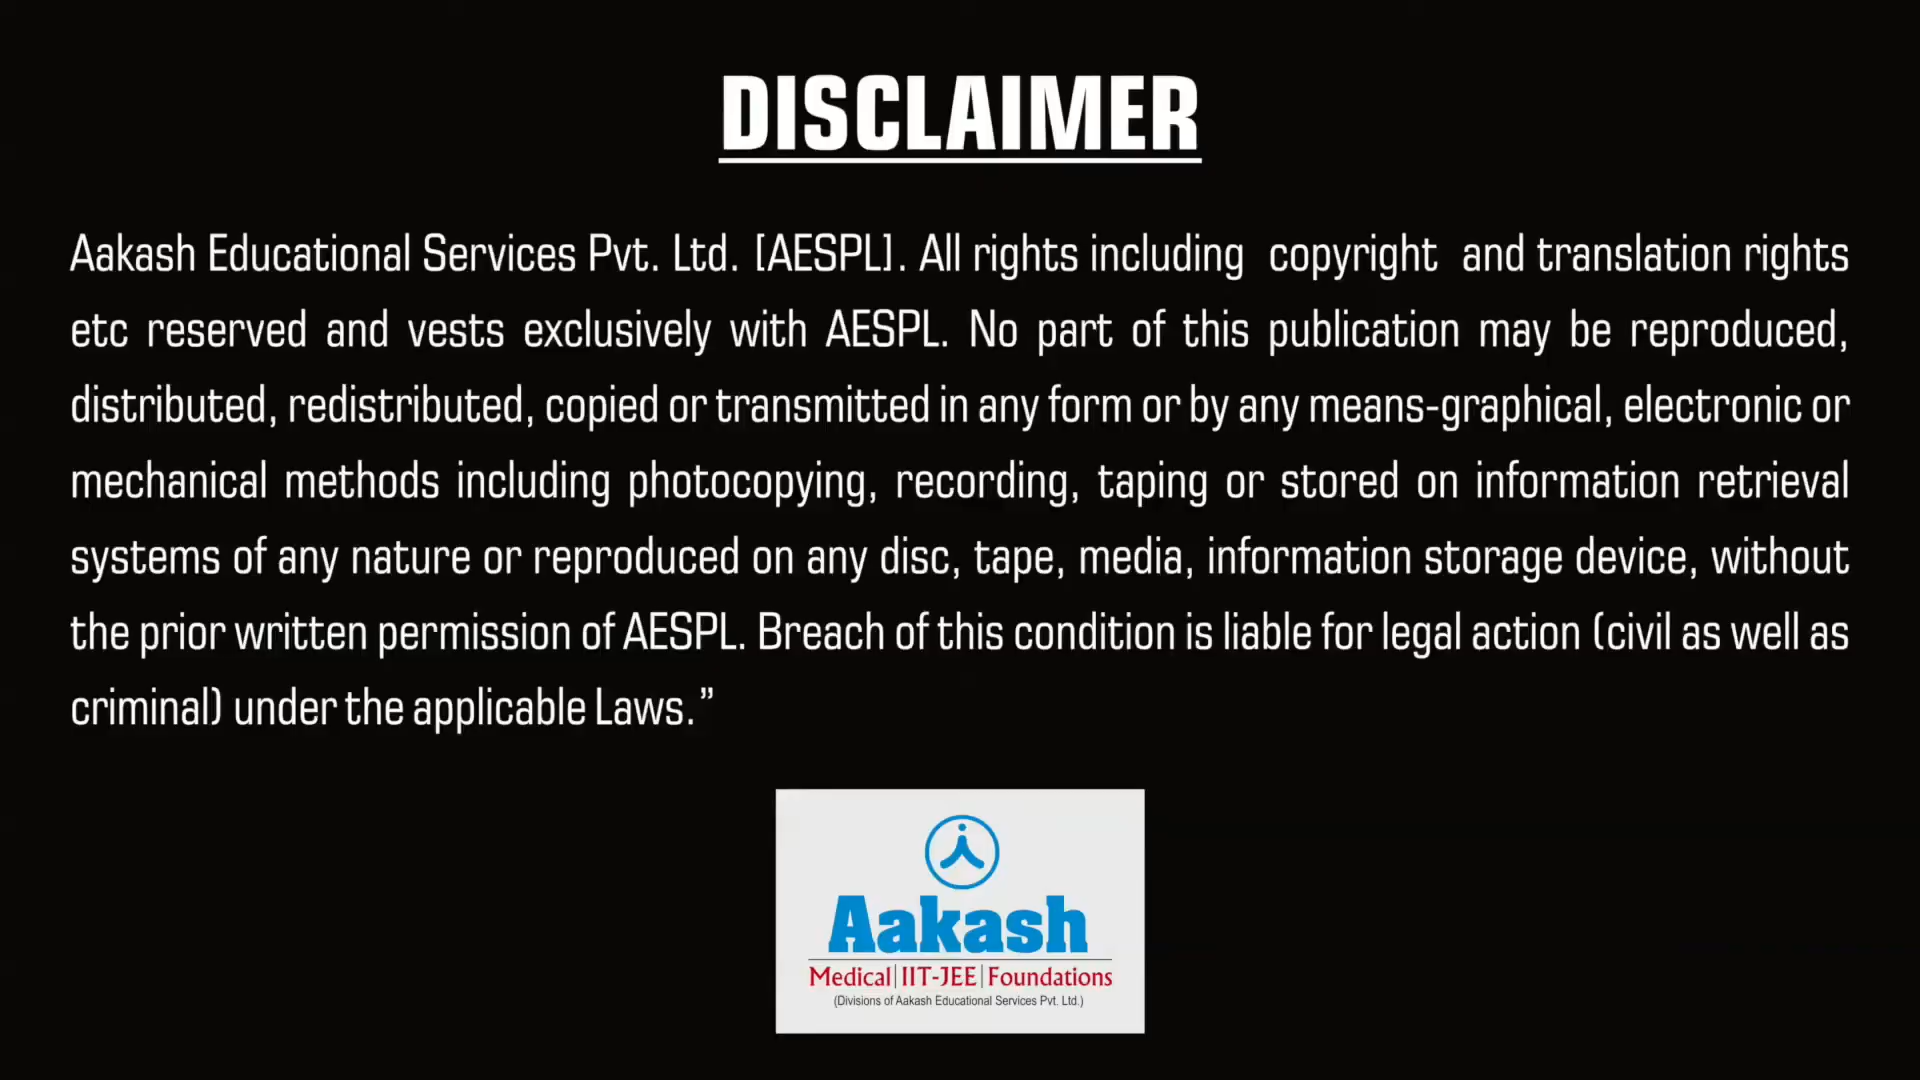 DISCLAIMER
Aakash Educational Services Pvt. Ltd. [AESPL]. All rights including copyright and translation rights
etc reserved and vests exclusively with AESPL. No part of this publication may be reproduced,
distributed, redistributed, copied or transmitted in any form or by any means-graphical, electronic or
mechanical methods including photocopying, recording, taping or stored on information retrieval
systems of any nature or reproduced on any disc, tape, media, information storage device, without
the prior written permission of AESPL. Breach of this condition is liable for legal action (civil as well as
criminal) under the applicable Laws.”
Aakash
Medical|IIT-JEE|Foundations
(Divisions of Aakash Educational Services Pvt. Ltd.)